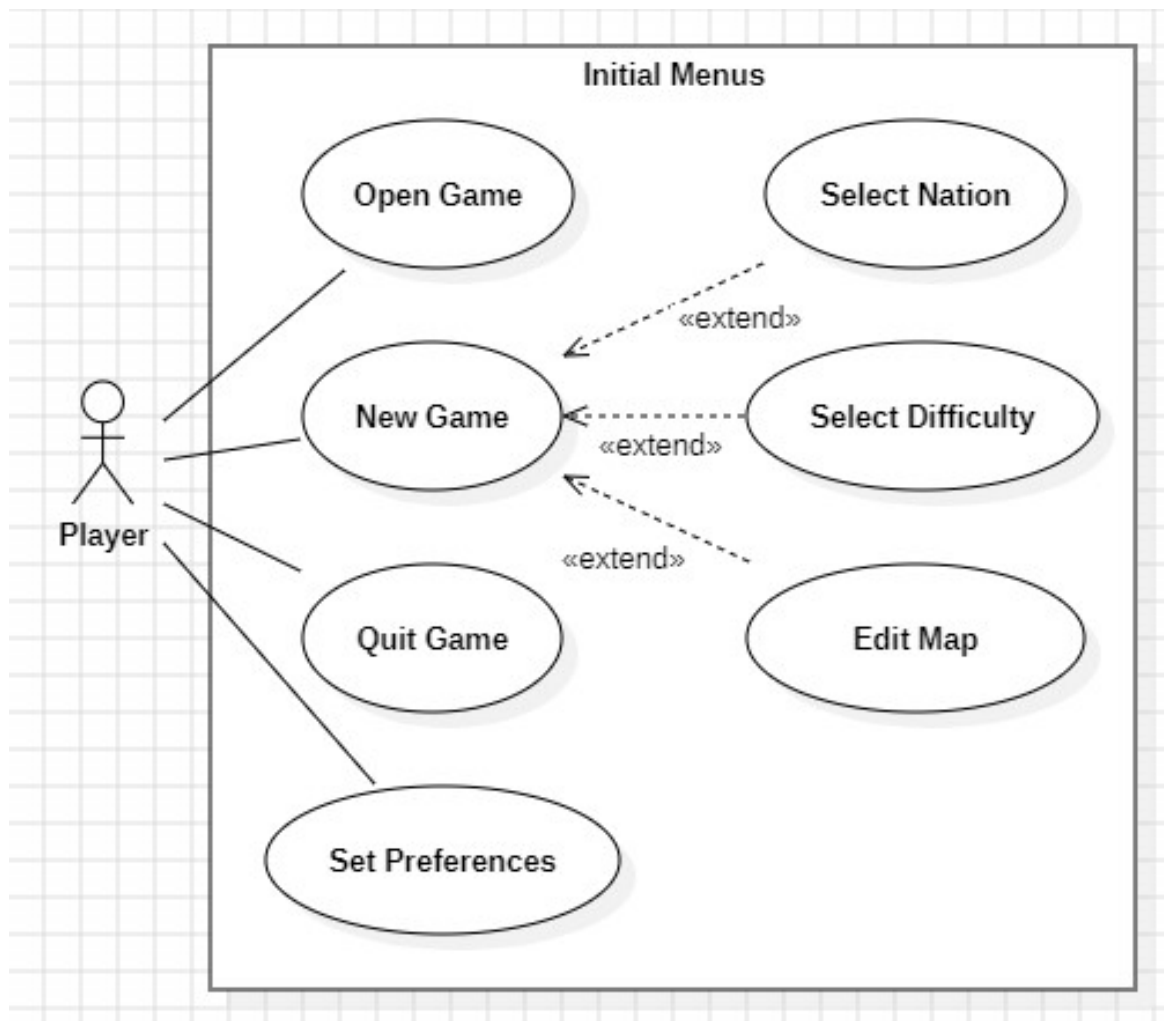 Initial Menus
Open Game
Select Nation
«extend»
New Game
Select Difficulty
«extend»
Player
«extend»
Quit Game
Edit Map
Set Preferences